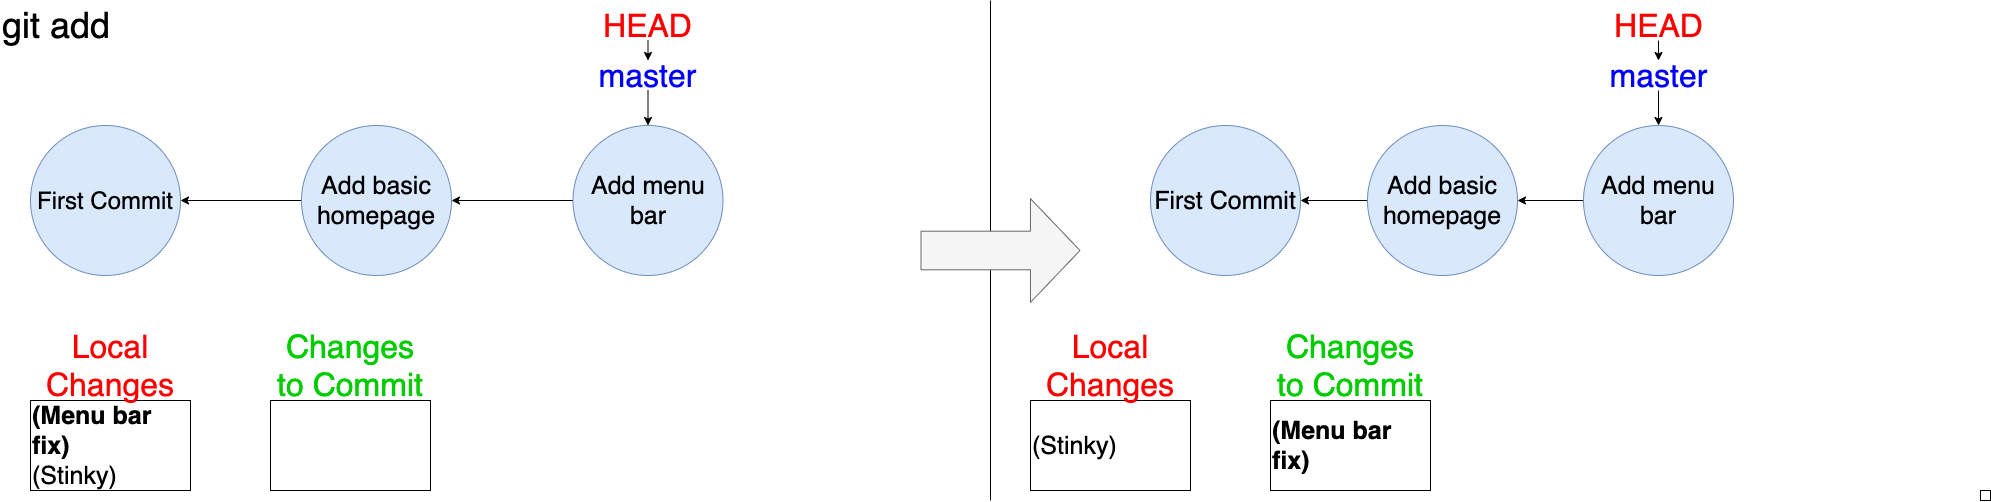 git add
HEAD
master
First Commit
Add basic
homepage
Add menu
bar
Local
Changes
(Menu bar
fix)
(Stinky)
Changes
to Commit
HEAD
master
First Commit
Add basic
homepage
Add menu
bar
Local
Changes
(Stinky)
Changes
to Commit
(Menu bar
fix)